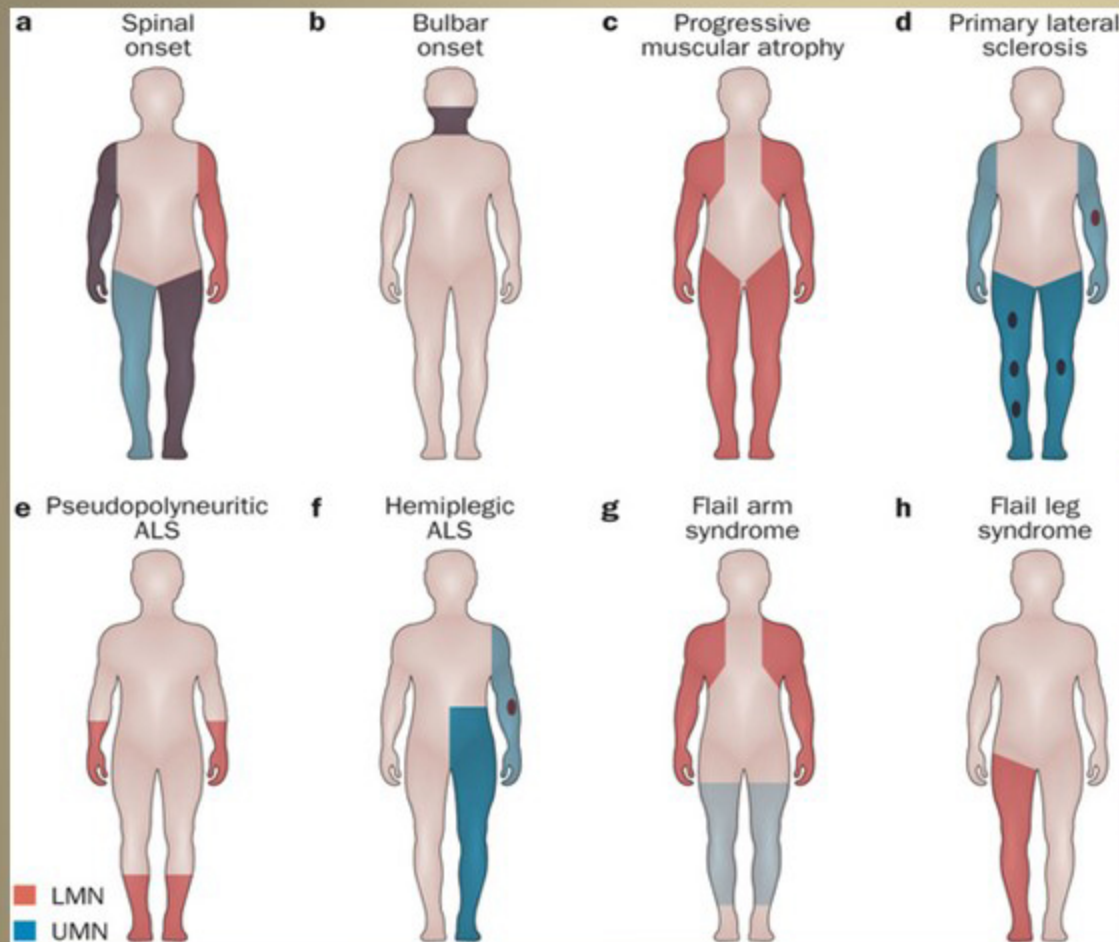 a Spinal
onset
b Bulbar
onset
c Progressive
muscular atrophy
d Primary lateral
sclerosis
e Pseudopolyneuritic
ALS
f Hemiplegic
ALS
g Flail arm
syndrome
h Flail leg
syndrome
LMN
UMN